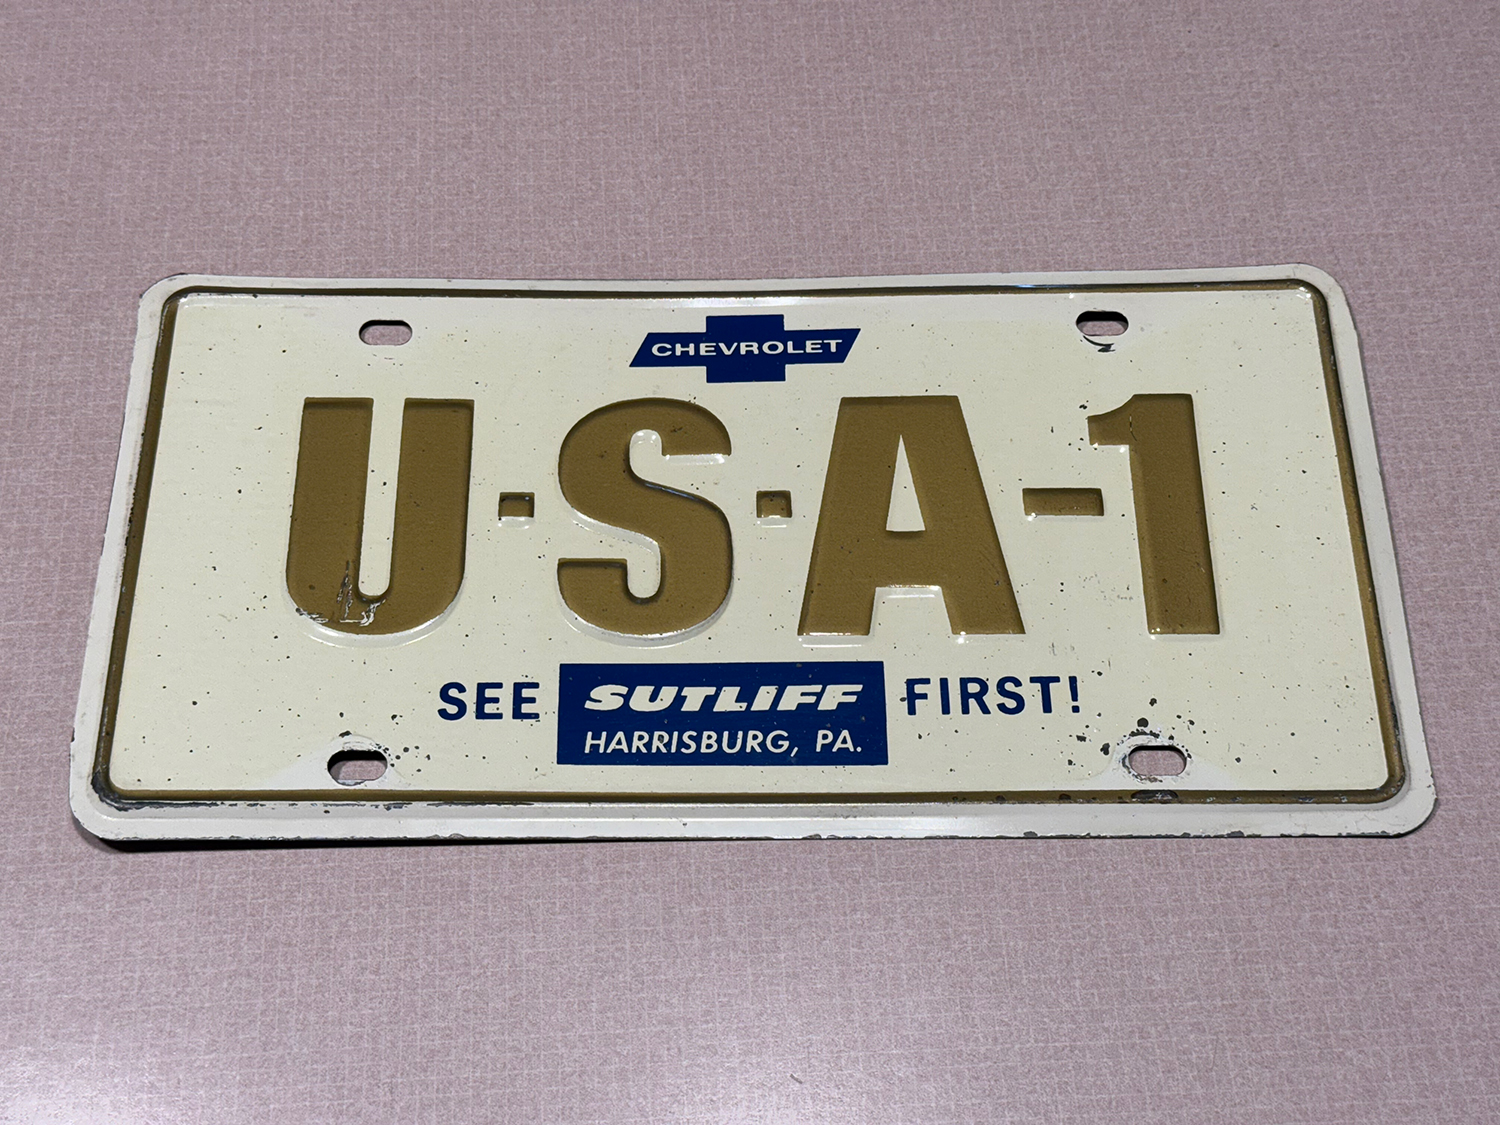 CHEVROLET
U·S·A-1
SEE SUTLIFF FIRST!
HARRISBURG, PA.